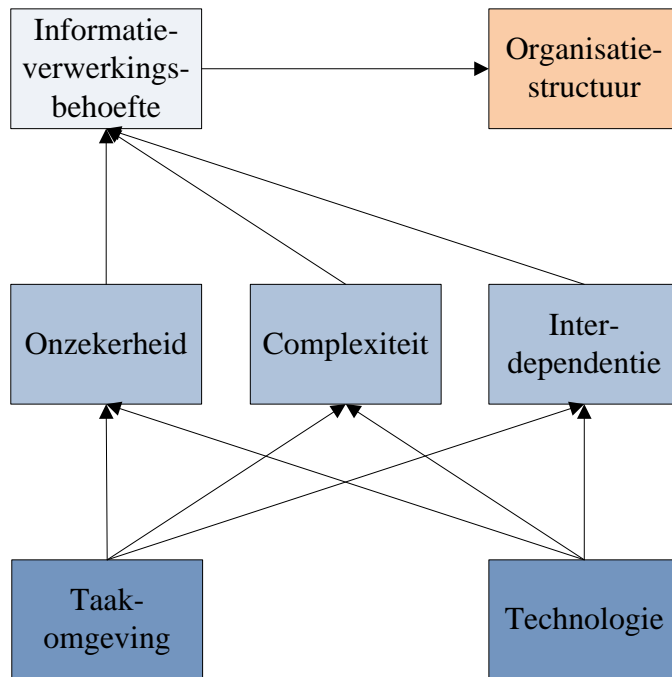 Informatie-
verwerkings-
behoefte
Organisatie-
structuur
Onzekerheid
Complexiteit
Inter-
dependentie
Taak-
omgeving
Technologie